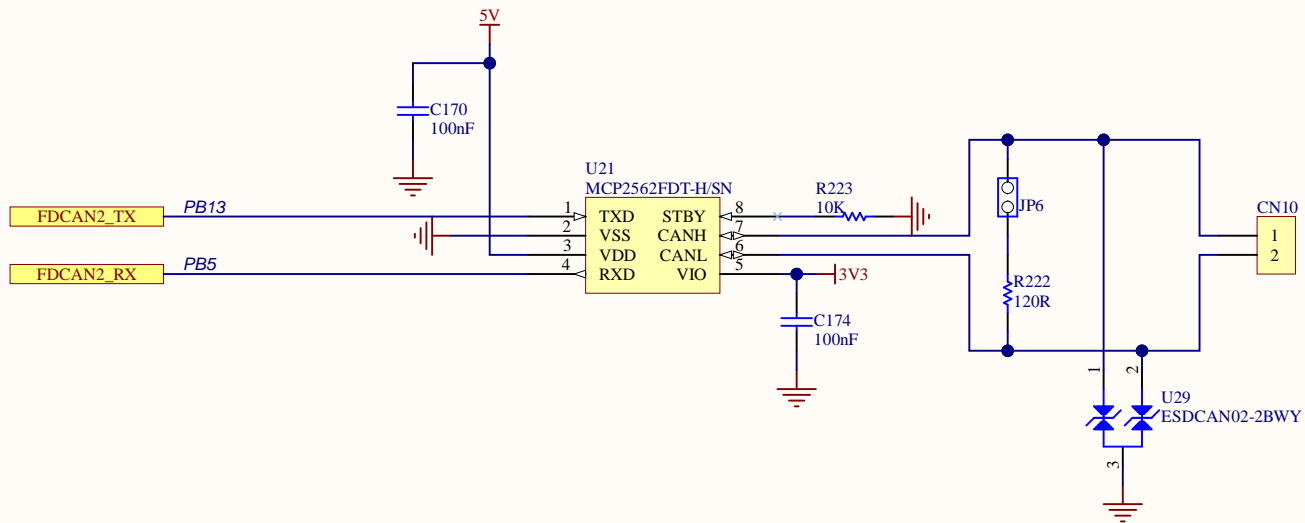 5V
C170
100nF
U21
MCP2562FDT-H/SN
FDCAN2_TX
PB13
1
TXD
STBY
8
R223
10K
2
VSS
CANH
7
3
VDD
CANL
6
FDCAN2_RX
PB5
4
RXD
VIO
5
3V3
C174
100nF
JP6
R222
120R
CN10
1
2
1
2
U29
ESDCAN02-2BWY
3